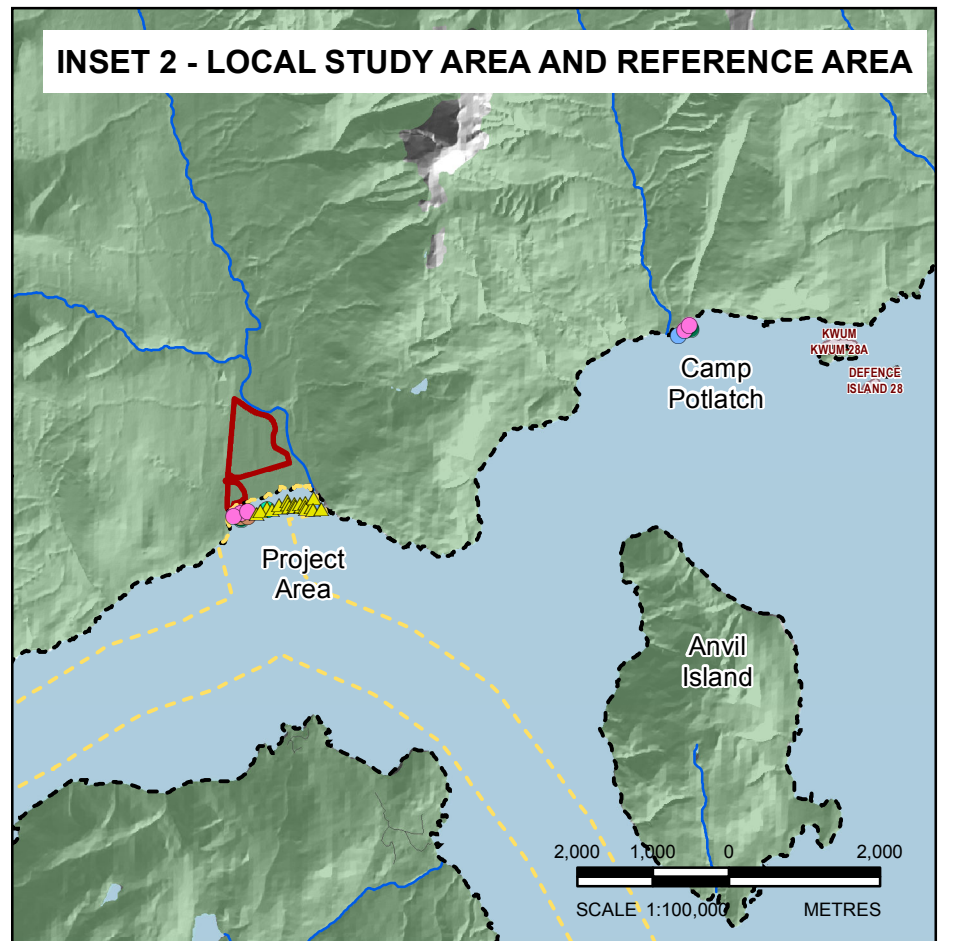 INSET 2 - LOCAL STUDY AREA AND REFERENCE AREA
KWUM
KWUM 28A
DEFENCE
ISLAND 28
Camp
Potlatch
Project
Area
Anvil
Island
2,000 1,000 0 2,000
SCALE 1:100,000 METRES